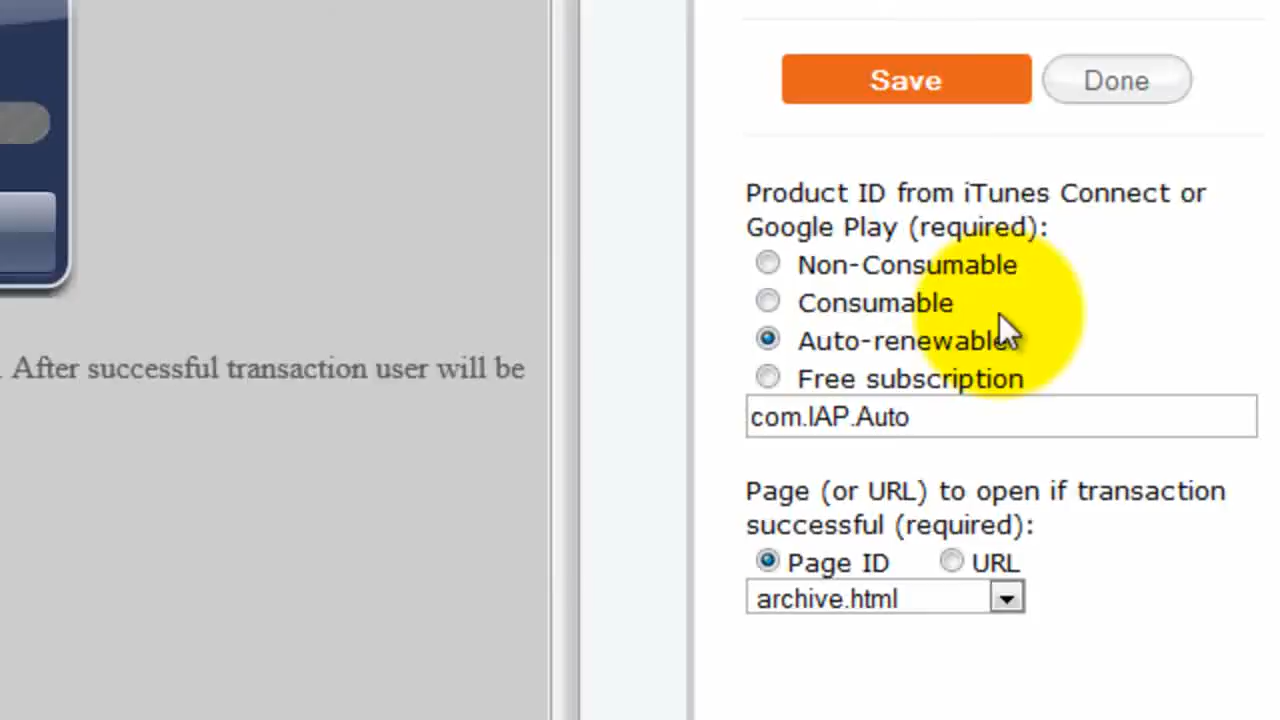 Save
Done
Product ID from iTunes Connect or
Google Play (required):
Non-Consumable
Consumable
Auto-renewable
Free subscription
com.IAP.Auto
. After successful transaction user will be
Page (or URL) to open if transaction
successful (required):
Page ID
URL
archive.html